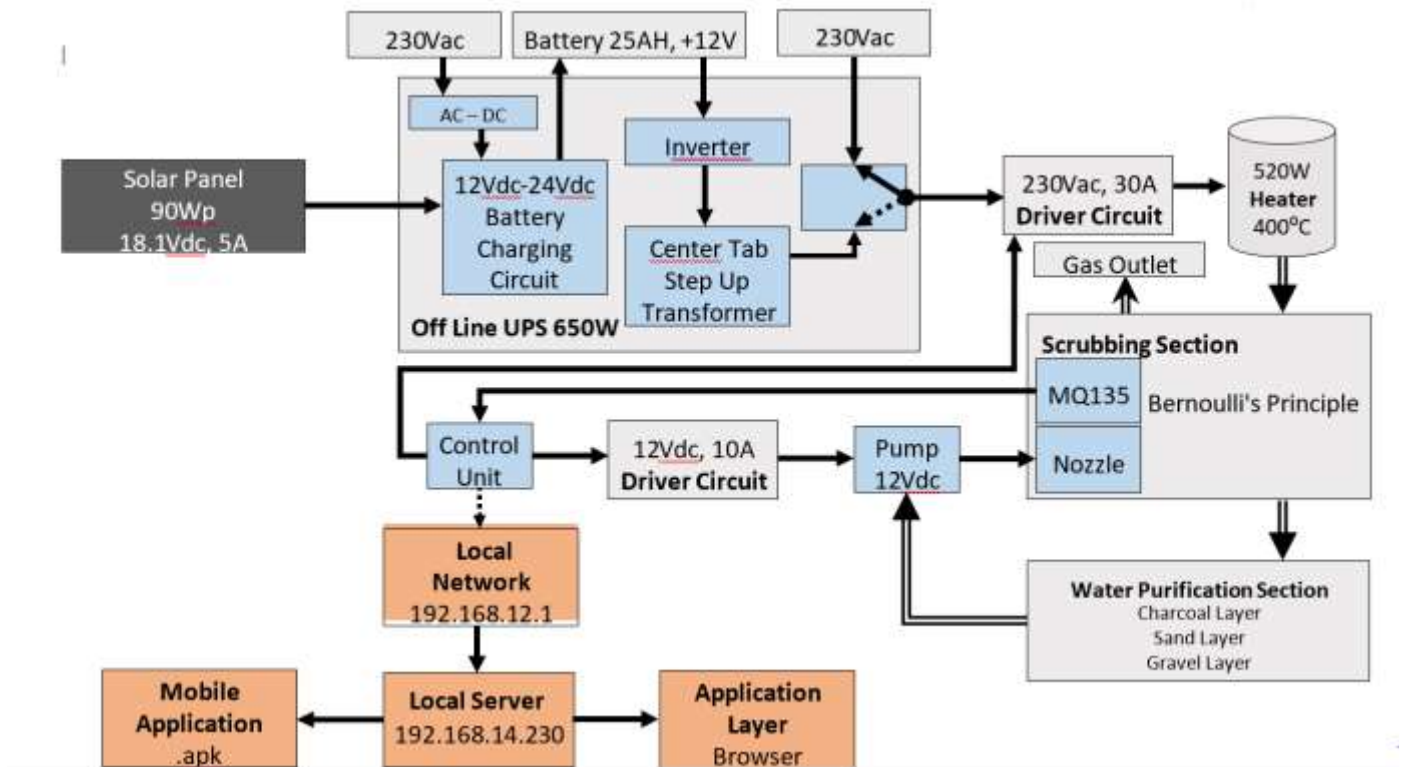 230Vac
Battery 25AH, +12V
230Vac
AC – DC
Solar Panel
90Wp
18.1Vdc, 5A
12Vdc-24Vdc
Battery
Charging
Circuit
Inverter
Center Tab
Step Up
Transformer
Off Line UPS 650W
230Vac, 30A
Driver Circuit
520W
Heater
400°C
Gas Outlet
Scrubbing Section
MQ135
Bernoulli's Principle
Nozzle
Control
Unit
12Vdc, 10A
Driver Circuit
Pump
12Vdc
Local
Network
192.168.12.1
Water Purification Section
Charcoal Layer
Sand Layer
Gravel Layer
Mobile
Application
.apk
Local Server
192.168.14.230
Application
Layer
Browser